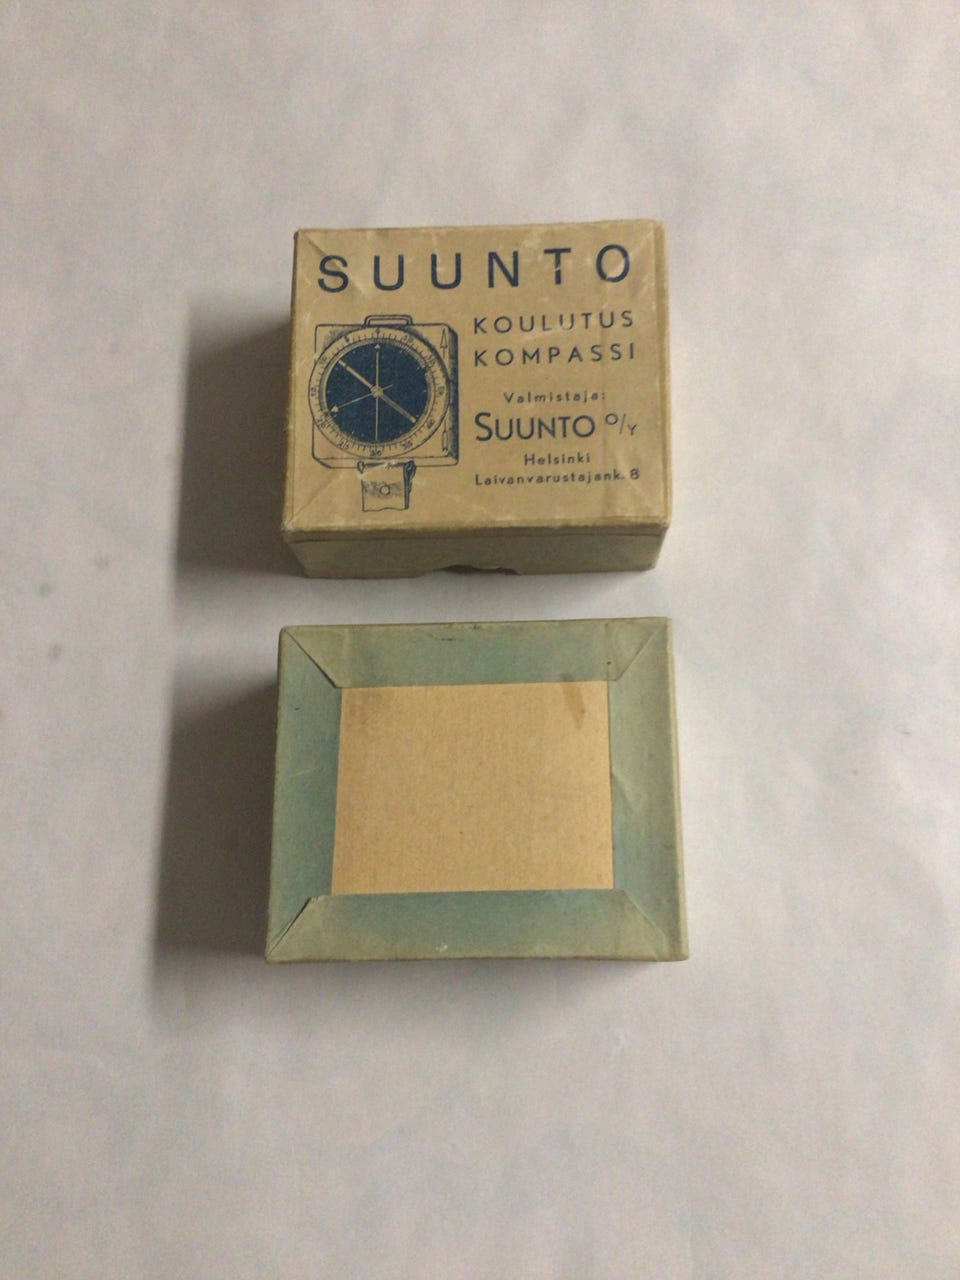 SUUNTO
KOULUTUS
KOMPASSI
Valmistaja:
SUUNTO O/Y
Helsinki
Laivanvarustajank. 8